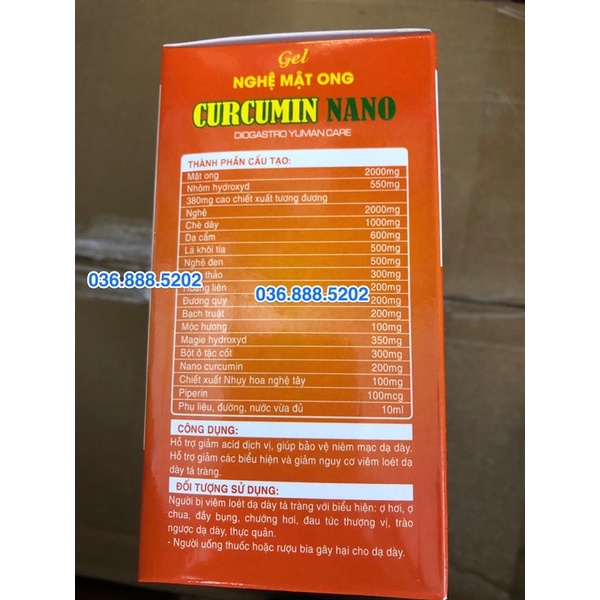 Gel
NGHỆ MẬT ONG
CURCUMIN NANO
DIOGASTRO YUMAN CARE
THÀNH PHẦN CẤU TẠO:
Mật ong 2000mg
Nhôm hydroxyd 550mg
380mg cao chiết xuất tương đương
Nghệ 2000mg
Chè dây 1000mg
Dạ cẩm 600mg
Lá khôi tía 500mg
Nghệ đen 500mg
thảo 300mg
036.888.5202
036.888.5202
Hoàng liên 200mg
Đương quy 200mg
Bạch truật 200mg
Mộc hương 100mg
Magie hydroxyd 350mg
Bột ô tặc cốt 300mg
Nano curcumin 200mg
Chiết xuất Nhụy hoa nghệ tây 100mg
Piperin 100mcg
Phụ liệu, đường, nước vừa đủ 10ml
CÔNG DỤNG:
Hỗ trợ giảm acid dịch vị, giúp bảo vệ niêm mạc dạ dày.
Hỗ trợ giảm các biểu hiện và giảm nguy cơ viêm loét dạ
dày tá tràng.
ĐỐI TƯỢNG SỬ DỤNG:
Người bị viêm loét dạ dày tá tràng với biểu hiện: ợ hơi, ợ
chua, đầy bụng, chướng hơi, đau tức thượng vị, trào
ngược dạ dày, thực quản.
- Người uống thuốc hoặc rượu bia gây hại cho dạ dày.